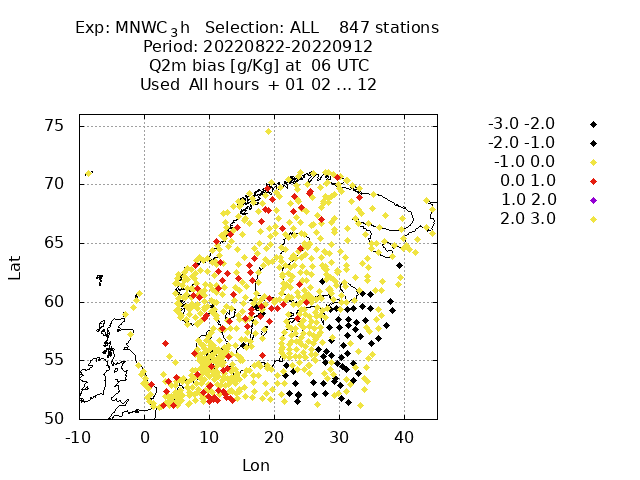 Exp: MNWC_3h Selection: ALL 847 stations
Period: 20220822-20220912
Q2m bias [g/Kg] at 06 UTC
Used All hours + 01 02 ... 12
75
70
65
60
55
50
-10 0 10 20 30 40
Lat
Lon
-3.0 -2.0
-2.0 -1.0
-1.0 0.0
0.0 1.0
1.0 2.0
2.0 3.0